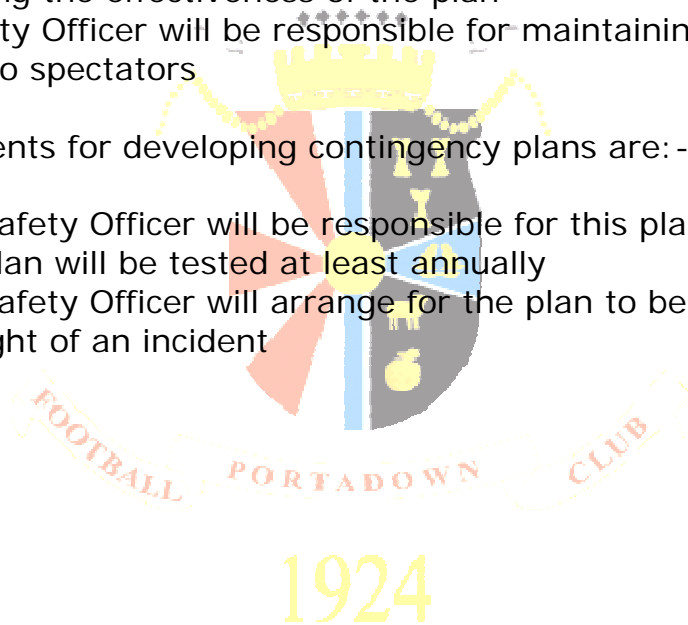 ng the effectiveness of the plan
ty Officer will be responsible for maintainin
o spectators
ents for developing contingency plans are:-
afety Officer will be responsible for this pla
lan will be tested at least annually
afety Officer will arrange for the plan to be
ght of an incident
FOOTBALL PORTADOWN CLUB
1924